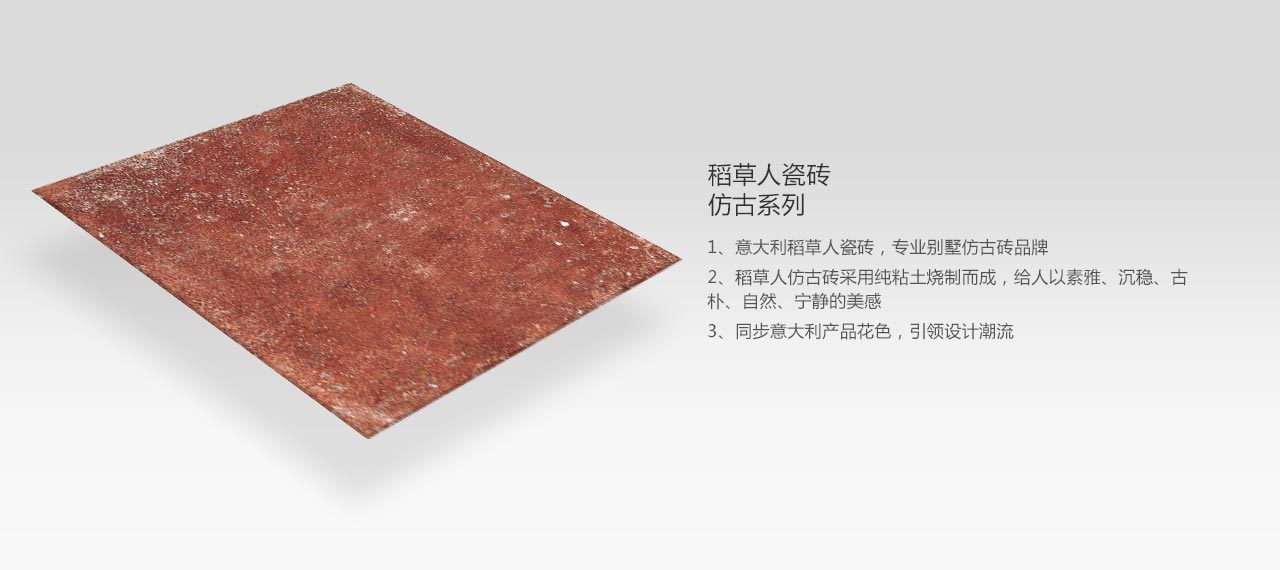 稻草人瓷砖
仿古系列
1、意大利稻草人瓷砖，专业别墅仿古砖品牌
2、稻草人仿古砖采用纯粘土烧制而成，给人以素雅、沉稳、古
朴、自然、宁静的美感
3、同步意大利产品花色，引领设计潮流